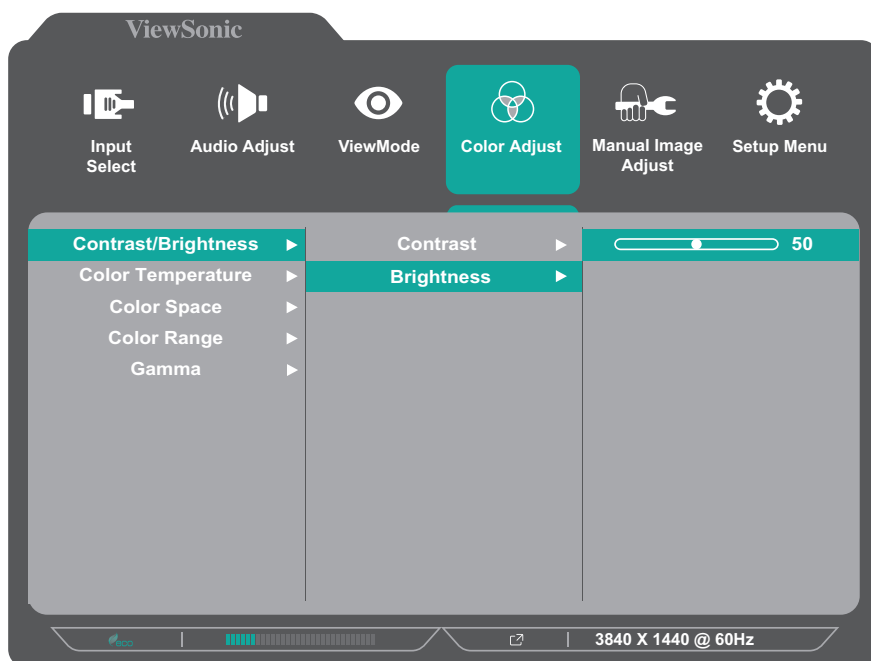 ViewSonic
Input
Select
Audio Adjust
ViewMode
Color Adjust
Manual Image
Adjust
Setup Menu
Contrast/Brightness
Contrast
50
Color Temperature
Brightness
Color Space
Color Range
Gamma
eco
3840 X 1440 @ 60Hz